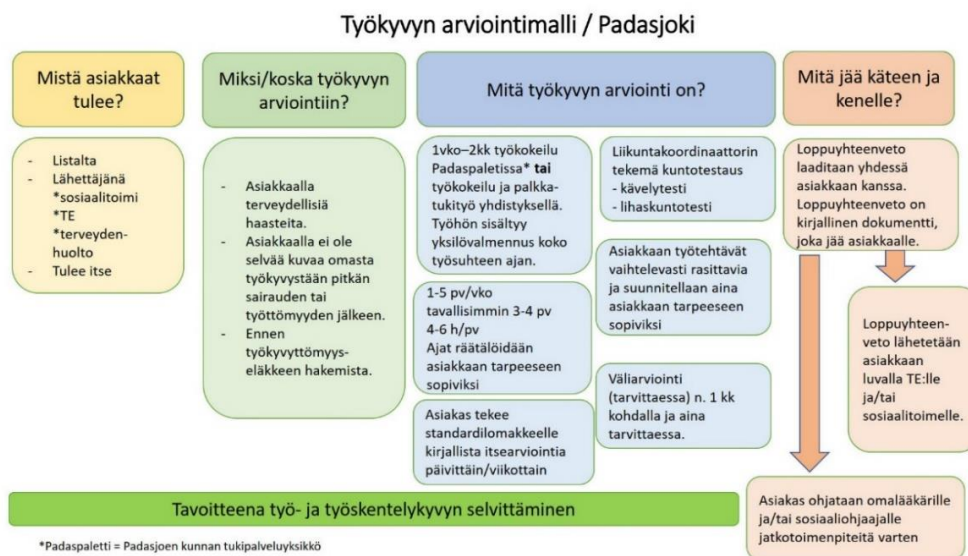 Työkyvyn arviointimalli / Padasjoki
Mistä asiakkaat
tulee?
- Listalta
- Lähettäjänä
*sosiaalitoimi
*TE
*terveyden-
huolto
- Tulee itse
Miksi/koska työkyvyn
arviointiin?
- Asiakkaalla
terveydellisiä
haasteita.
- Asiakkaalla ei ole
selvää kuvaa omasta
työkyvystään pitkän
sairauden tai
työttömyyden jälkeen.
- Ennen
työkyvyttömyys-
eläkkeen hakemista.
Mitä työkyvyn arviointi on?
1vko–2kk työkokeilu
Padaspaletissa* tai
työkokeilu ja palkka-
tukityö yhdistyksellä.
Työhön sisältyy
yksilövalmennus koko
työsuhteen ajan.
1-5 pv/vko
tavallisimmin 3-4 pv
4-6 h/pv
Ajat räätälöidään
asiakkaan tarpeeseen
sopiviksi
Asiakas tekee
standardilomakkeelle
kirjallista itsearviointia
päivittäin/viikottain
Liikuntakoordinaattorin
tekemä kuntotestaus
- kävelytesti
- lihaskuntotesti
Asiakkaan työtehtävät
vaihtelevasti rasittavia
ja suunnitellaan aina
asiakkaan tarpeeseen
sopiviksi
Väliarviointi
(tarvittaessa) n. 1 kk
kohdalla ja aina
tarvittaessa.
Mitä jää käteen ja
kenelle?
Loppuyhteenveto
laaditaan yhdessä
asiakkaan kanssa.
Loppuyhteenveto on
kirjallinen dokumentti,
joka jää asiakkaalle.
Loppuyhteen-
veto lähetetään
asiakkaan
luvalla TE:lle
ja/tai
sosiaalitoimelle.
Asiakas ohjataan omalääkärille
ja/tai sosiaaliohjaajalle
jatkotoimenpiteitä varten
Tavoitteena työ- ja työskentelykyvyn selvittäminen
*Padaspaletti = Padasjoen kunnan tukipalveluyksikkö